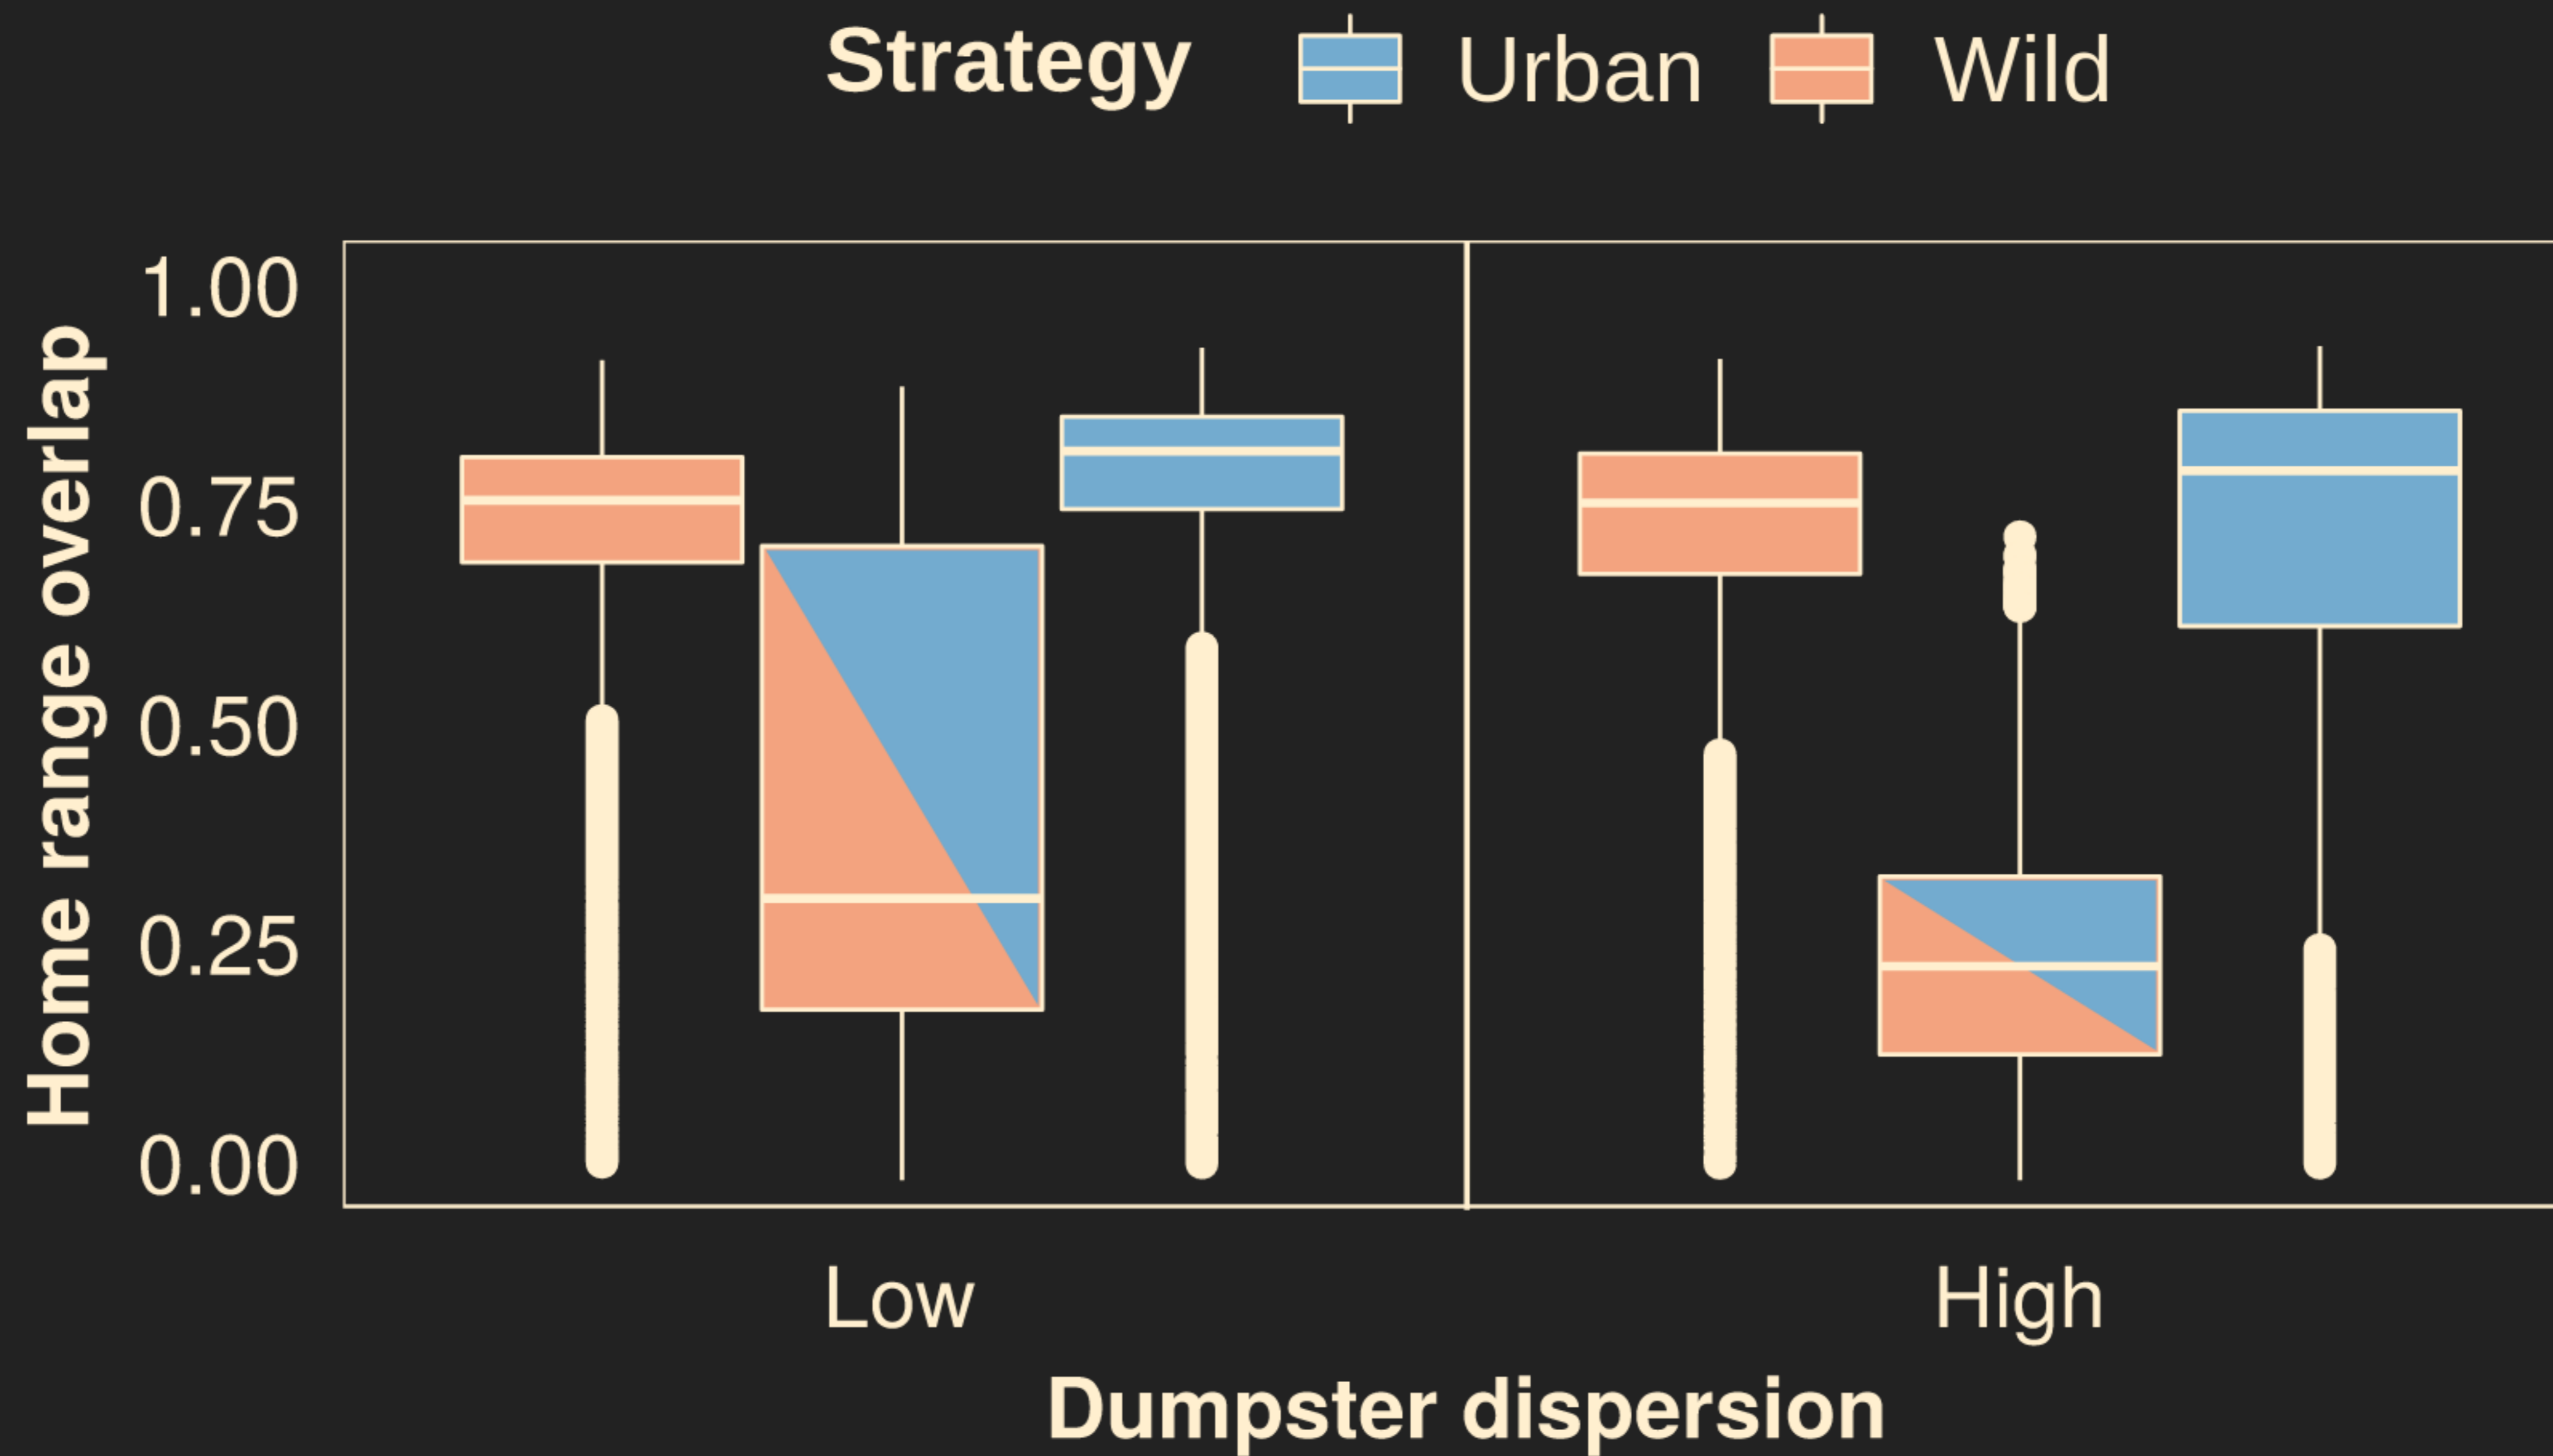 Strategy Urban Wild
Home range overlap
1.00
0.75
0.50
0.25
0.00
Low High
Dumpster dispersion